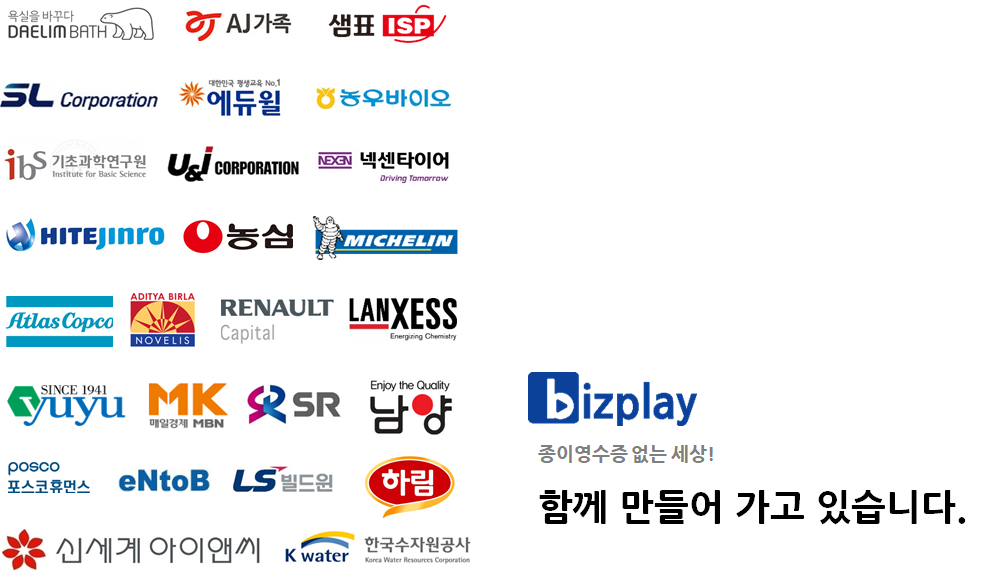 욕실을 바꾸다
DAELIM BATH
AJ가족
샘표 ISP
SL Corporation
대한민국 평생교육 No.1
에듀윌
농우바이오
ibs 기초과학연구원
Institute for Basic Science
U&i CORPORATION
NEXEN 넥센타이어
Driving Tomorrow
HITEJINRO
농심
MICHELIN
Atlas Copco
ADITYA BIRLA
NOVELIS
RENAULT
Capital
LANXESS
Energizing Chemistry
SINCE 1941
yuyu
MK
매일경제 MBN
SR
Enjoy the Quality
남양
posco
포스코휴먼스
eNtoB
LS빌드윈
하림
신세계 아이앤씨
K water
한국수자원공사
Korea Water Resources Corporation
bizplay
종이영수증 없는 세상!
함께 만들어 가고 있습니다.